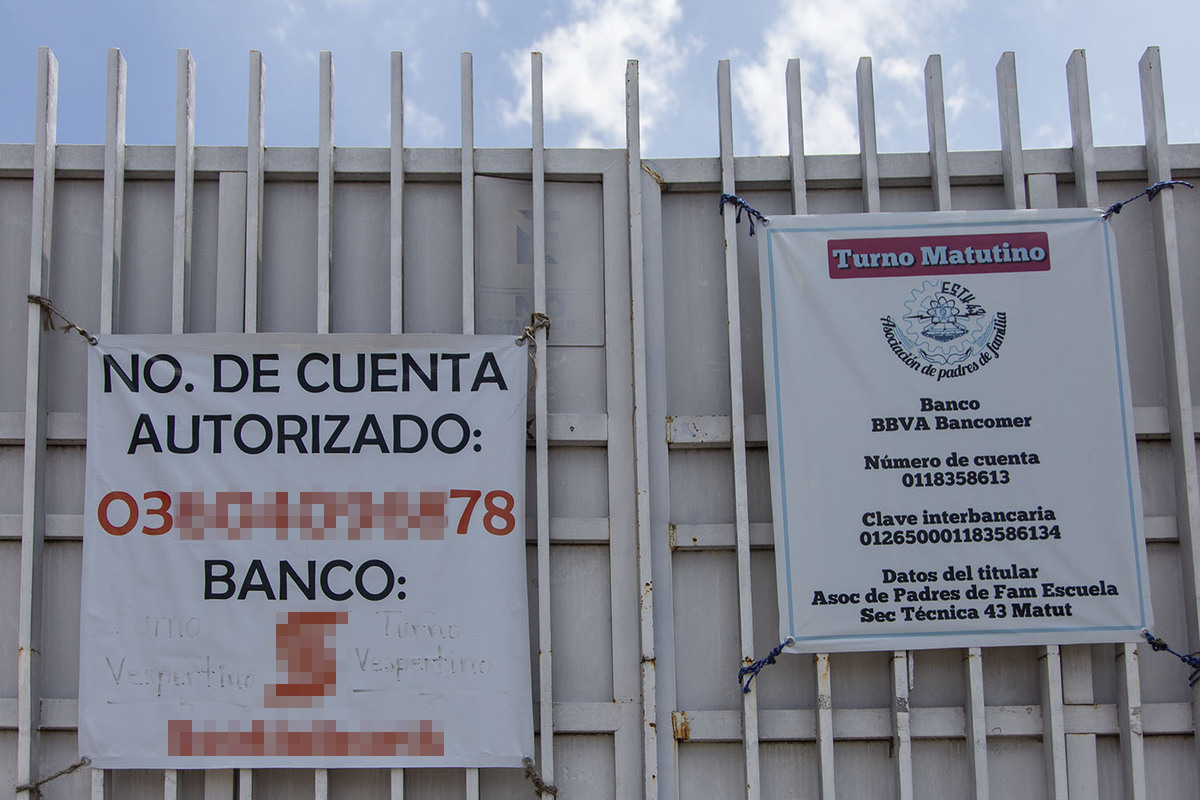 NO. DE CUENTA
AUTORIZADO:
03
78
BANCO:
Turno
Vespertino
Turno
Vespertino
Turno Matutino
ESTV 43
Asociación de padres de familia
Banco
BBVA Bancomer
Número de cuenta
0118358613
Clave interbancaria
012650001183586134
Datos del titular
Asoc de Padres de Fam Escuela
Sec Técnica 43 Matut